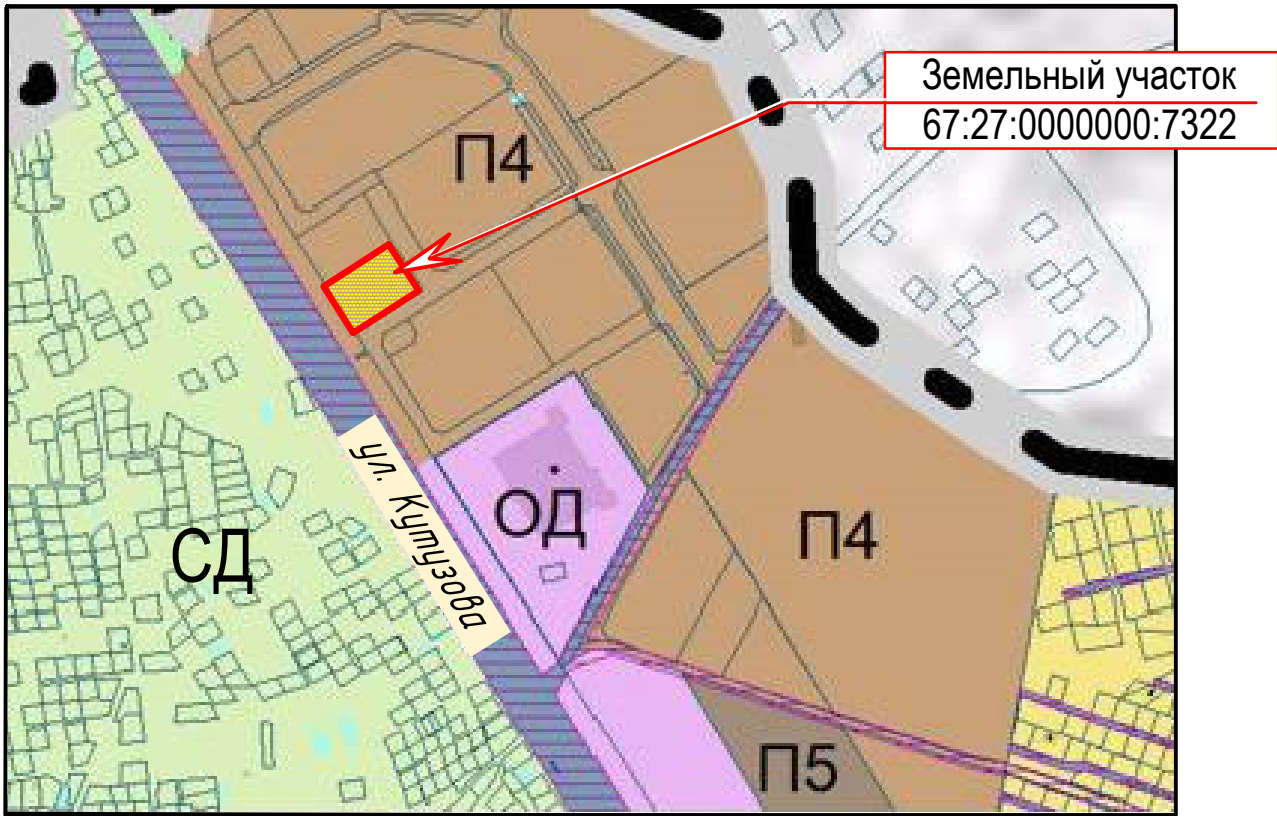 Земельный участок
67:27:0000000:7322
П4
ул. Кутузова
ОД
П4
СД
П5